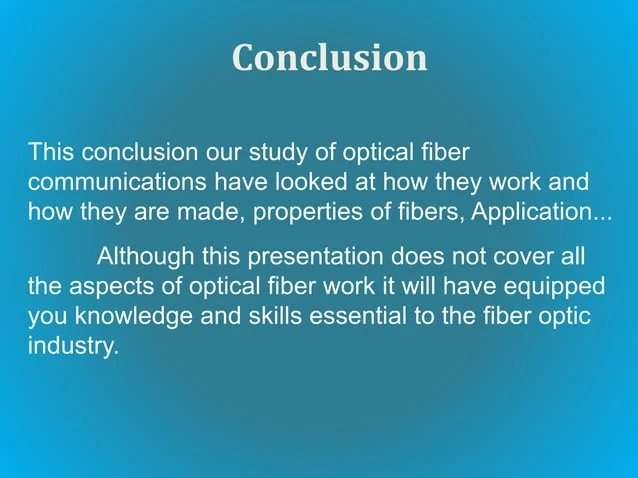 Conclusion
This conclusion our study of optical fiber
communications have looked at how they work and
how they are made, properties of fibers, Application...
Although this presentation does not cover all
the aspects of optical fiber work it will have equipped
you knowledge and skills essential to the fiber optic
industry.